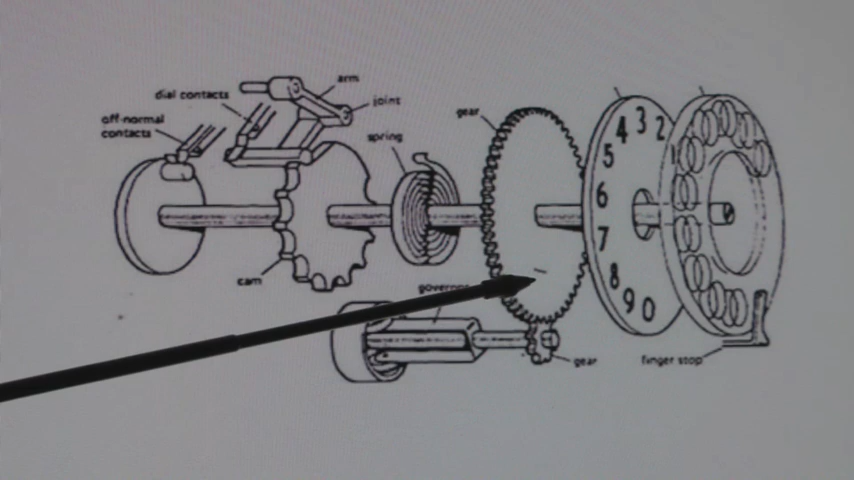 arm
dial contacts
joint
off-normal
contacts
gear
spring
4 3 2
5
6
7
8
9 0
cam
governor
gear
finger stop